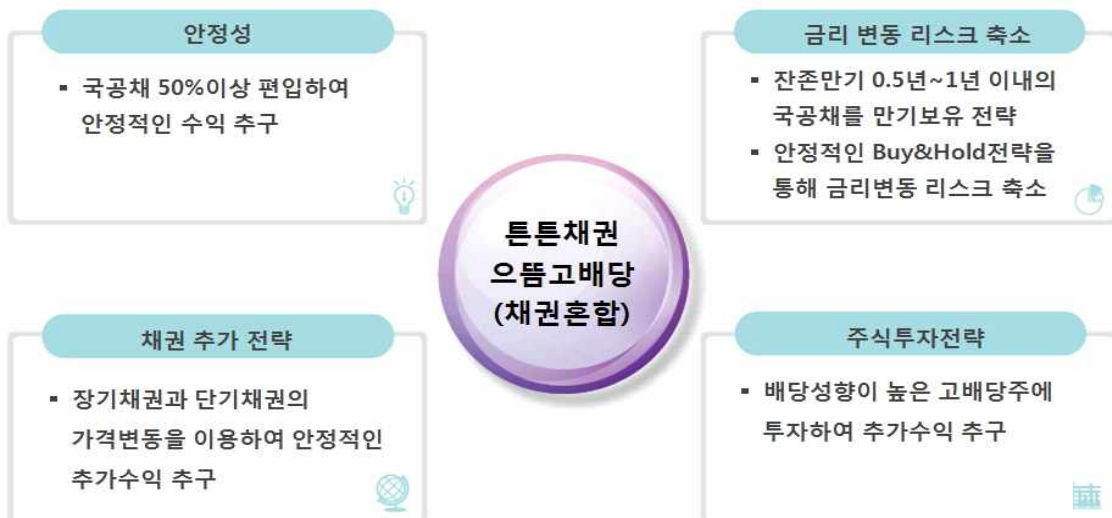 안정성
▪ 국공채 50%이상 편입하여
안정적인 수익 추구
금리 변동 리스크 축소
▪ 잔존만기 0.5년~1년 이내의
국공채를 만기보유 전략
▪ 안정적인 Buy&Hold전략을
통해 금리변동 리스크 축소
튼튼채권
으뜸고배당
(채권혼합)
채권 추가 전략
▪ 장기채권과 단기채권의
가격변동을 이용하여 안정적인
추가수익 추구
주식투자전략
▪ 배당성향이 높은 고배당주에
투자하여 추가수익 추구